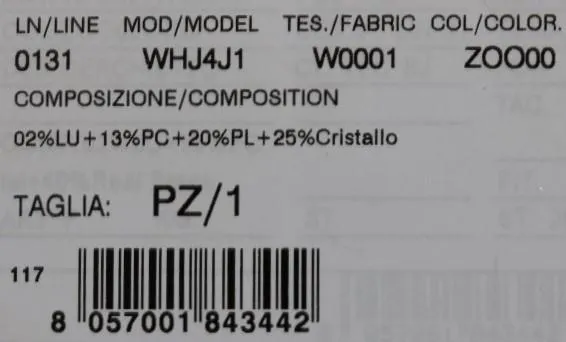 LN/LINE MOD/MODEL TES./FABRIC COL/COLOR.
0131 WHJ4J1 W0001 ZOO00
COMPOSIZIONE/COMPOSITION
02%LU+13%PC+20%PL+25%Cristallo
TAGLIA: PZ/1
117
8 057001 843442